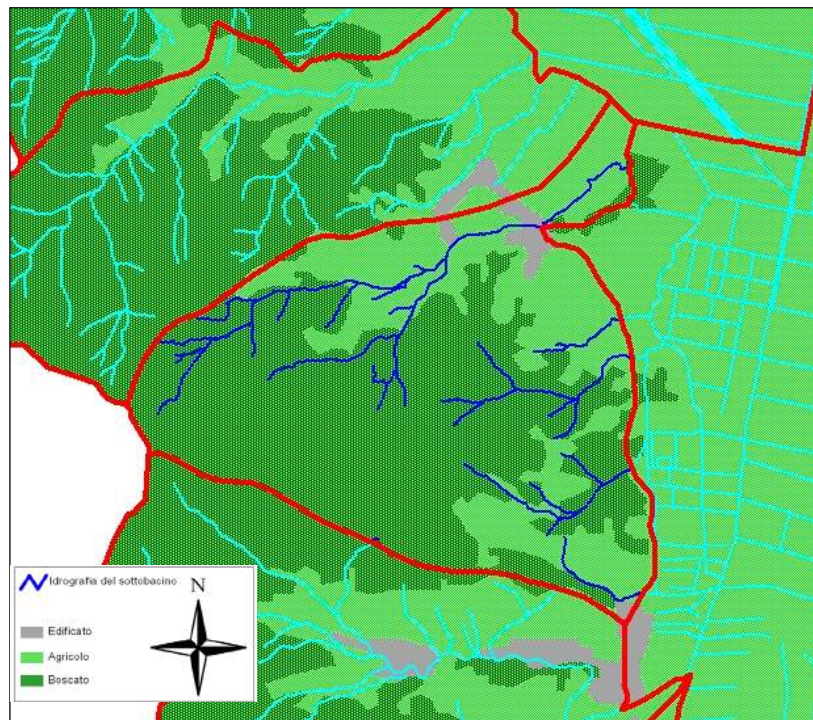 Idrografia del sottobacino
N
Edificato
Agricolo
Boscato